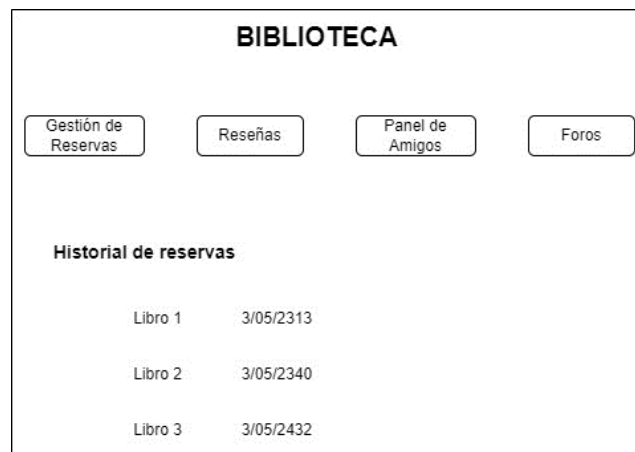 BIBLIOTECA
Gestión de
Reservas
Reseñas
Panel de
Amigos
Foros
Historial de reservas
Libro 1 3/05/2313
Libro 2 3/05/2340
Libro 3 3/05/2432